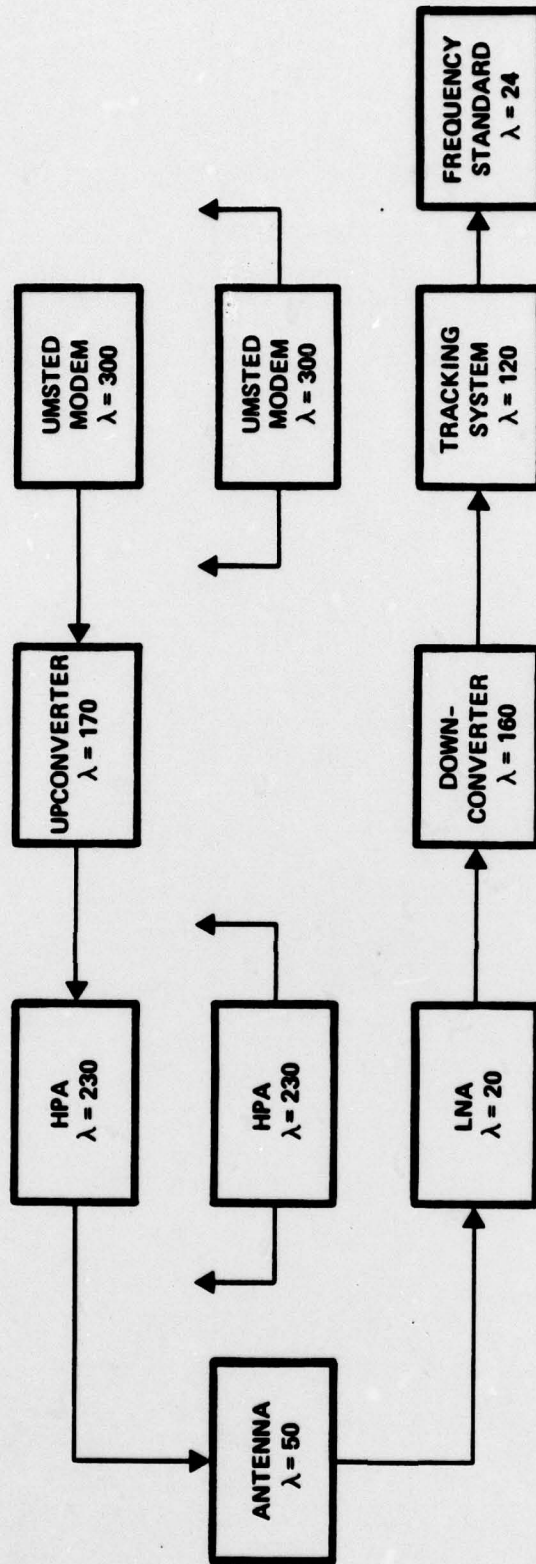 UMSTED
MODEM
λ = 300
UPCONVERTER
λ = 170
HPA
λ = 230
UMSTED
MODEM
λ = 300
HPA
λ = 230
ANTENNA
λ = 50
LNA
λ = 20
DOWN-
CONVERTER
λ = 160
TRACKING
SYSTEM
λ = 120
FREQUENCY
STANDARD
λ = 24